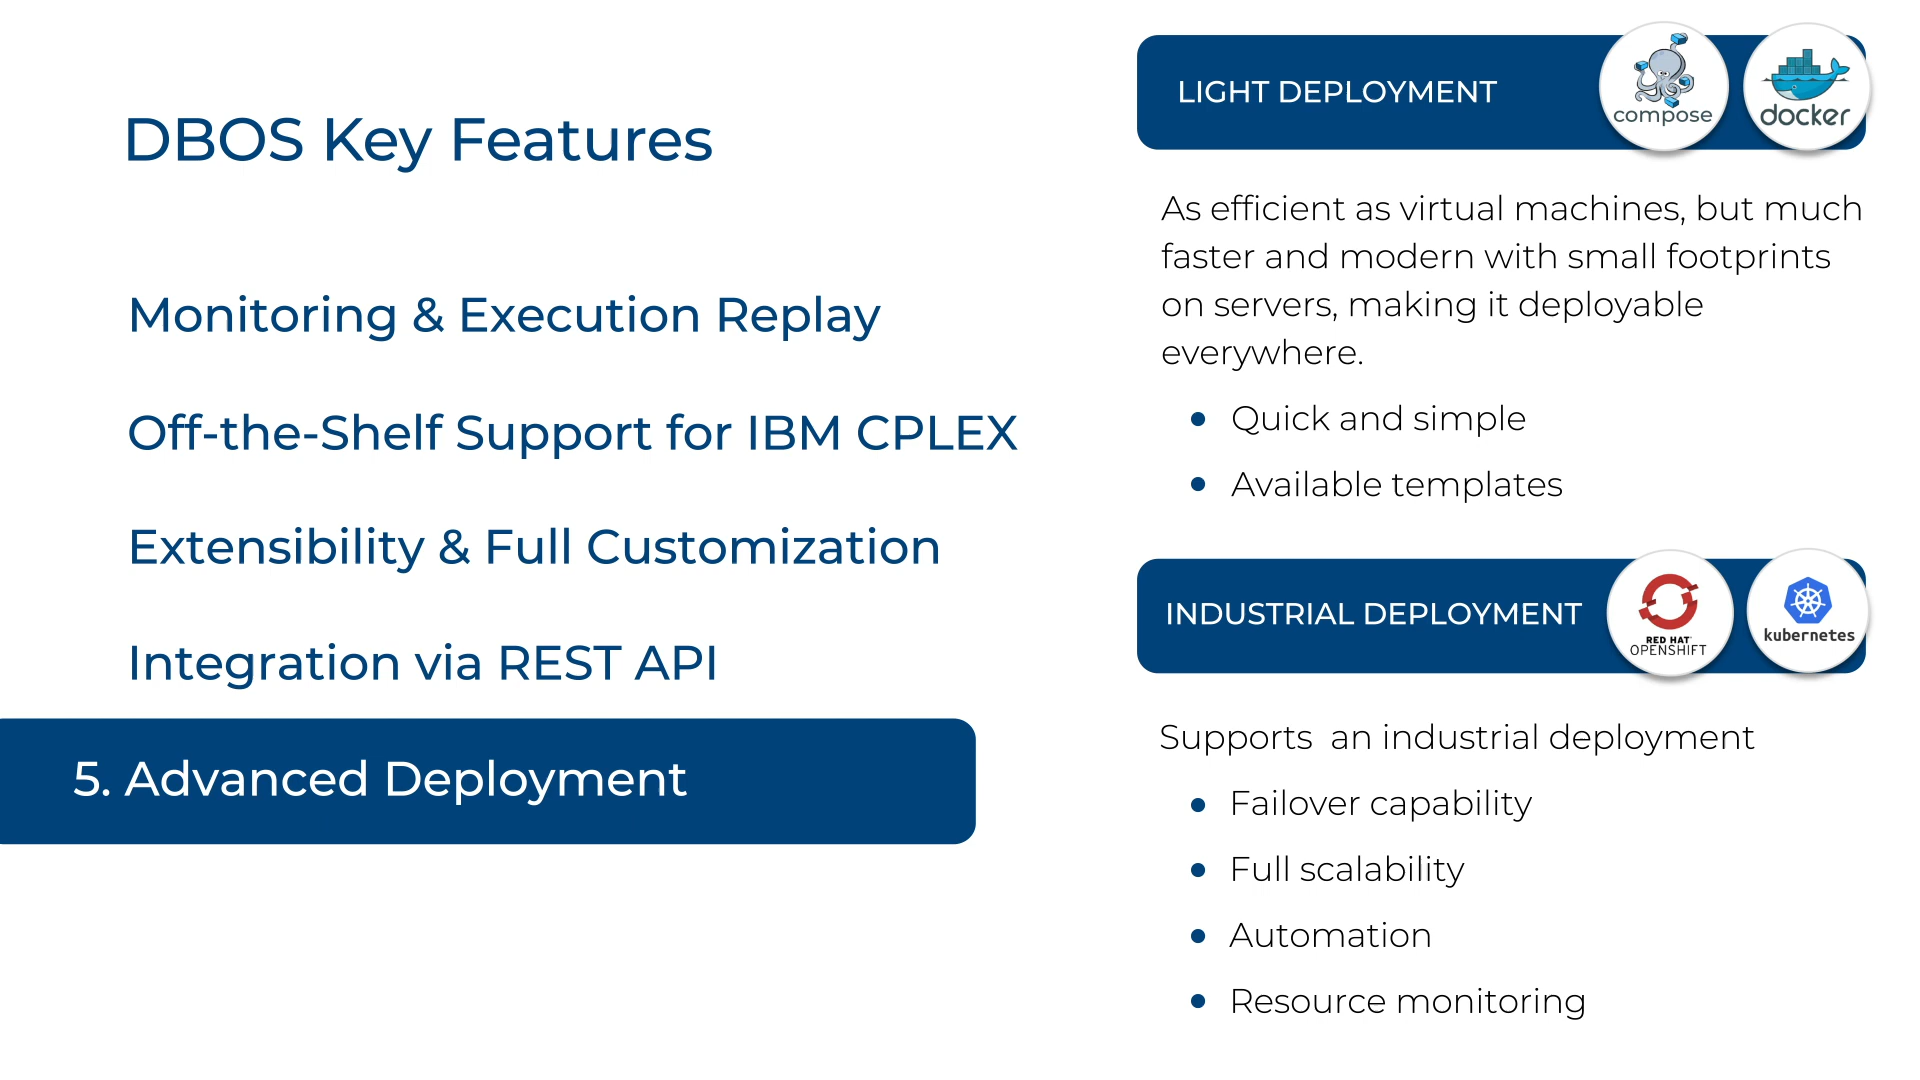 DBOS Key Features
Monitoring & Execution Replay
Off-the-Shelf Support for IBM CPLEX
Extensibility & Full Customization
Integration via REST API
5. Advanced Deployment
LIGHT DEPLOYMENT
compose
docker
As efficient as virtual machines, but much
faster and modern with small footprints
on servers, making it deployable
everywhere.
Quick and simple
Available templates
INDUSTRIAL DEPLOYMENT
RED HAT
OPENSHIFT
kubernetes
Supports an industrial deployment
Failover capability
Full scalability
Automation
Resource monitoring